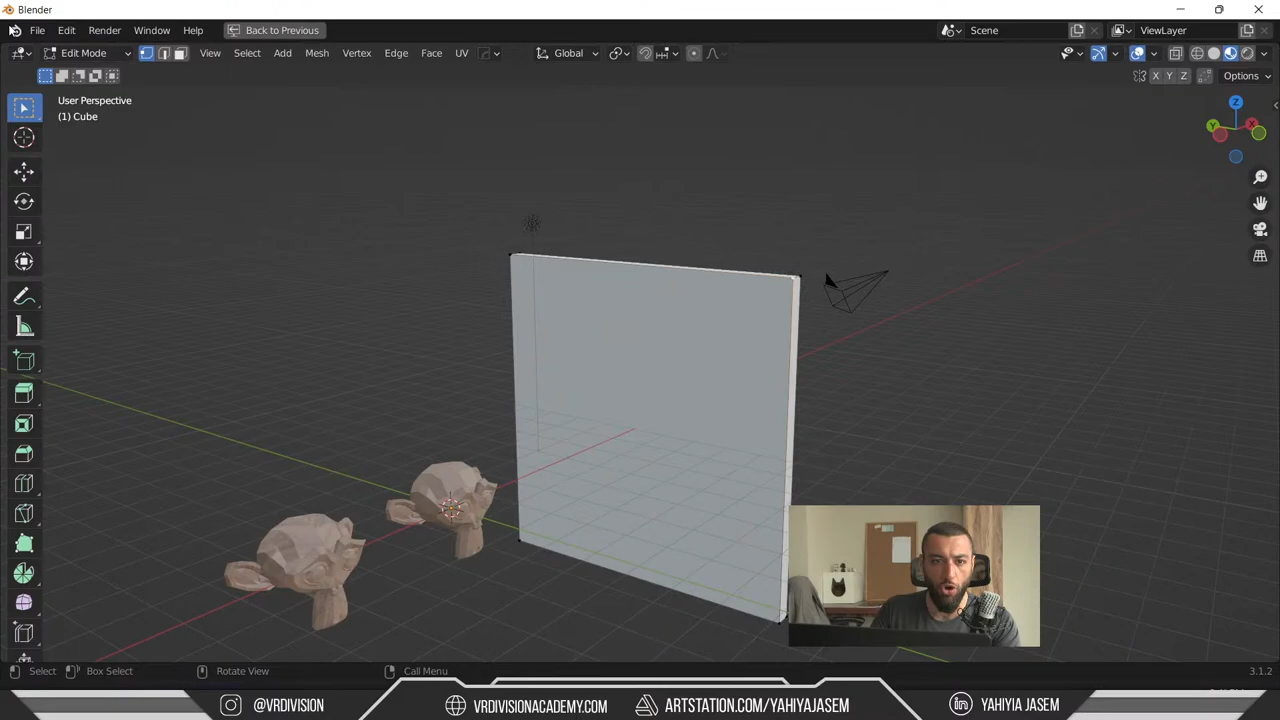 Blender
File Edit Render Window Help Back to Previous Scene ViewLayer
Edit Mode View Select Add Mesh Vertex Edge Face UV Global
X Y Z Options
User Perspective
(1) Cube
Z
Y X
Select Box Select Rotate View Call Menu 3.1.2
@VRDIVISION VRDIVISIONACADEMY.COM ARTSTATION.COM/YAHIYAJASEM YAHIYIA JASEM